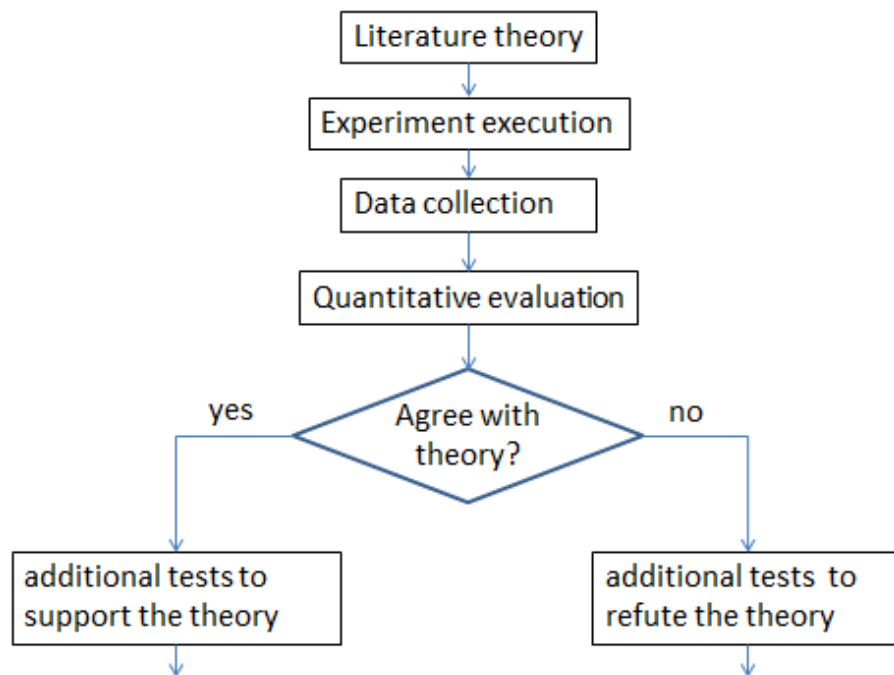 Literature theory
Experiment execution
Data collection
Quantitative evaluation
Agree with
theory?
yes
no
additional tests to
support the theory
additional tests to
refute the theory